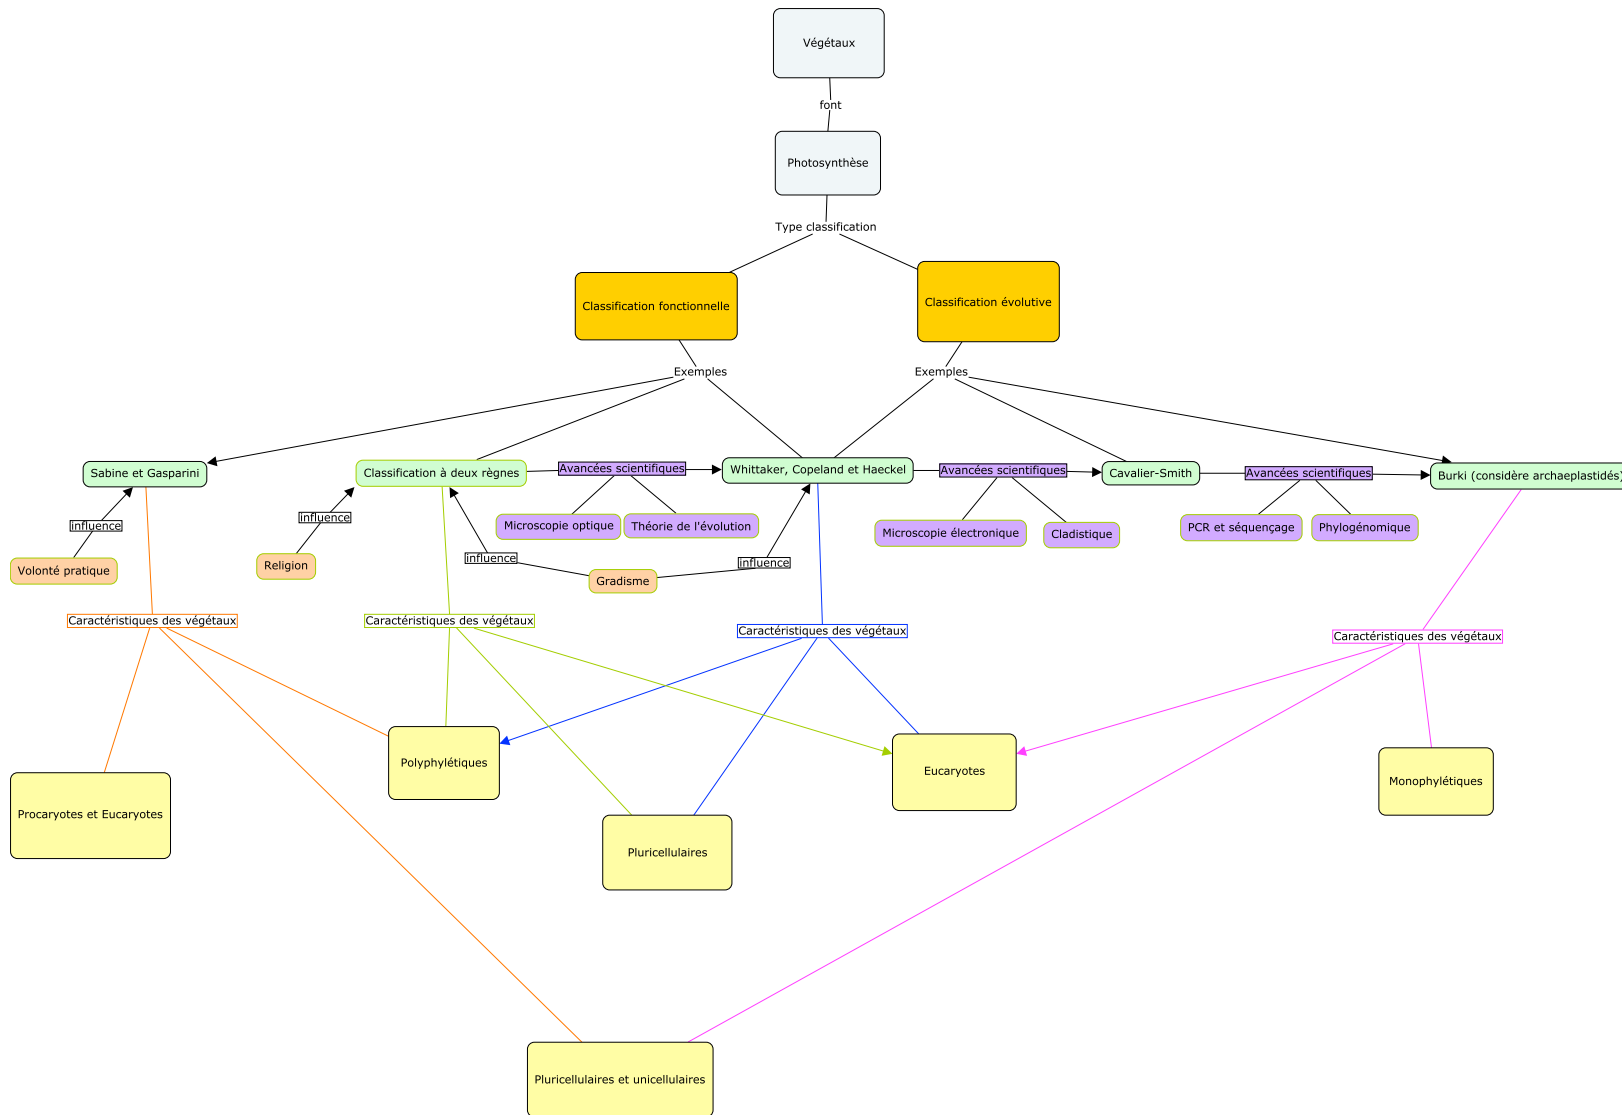 Végétaux
font
Photosynthèse
Type classification
Classification fonctionnelle
Classification évolutive
Exemples
Exemples
Sabine et Gasparini
Classification à deux règnes
Avancées scientifiques
Whittaker, Copeland et Haeckel
Avancées scientifiques
Cavalier-Smith
Avancées scientifiques
Burki (considère archaeplastidés)
influence
influence
Microscopie optique
Théorie de l'évolution
Microscopie électronique
Cladistique
PCR et séquençage
Phylogénomique
Volonté pratique
Religion
influence
Gradisme
influence
Caractéristiques des végétaux
Caractéristiques des végétaux
Caractéristiques des végétaux
Caractéristiques des végétaux
Polyphylétiques
Eucaryotes
Monophylétiques
Procaryotes et Eucaryotes
Pluricellulaires
Pluricellulaires et unicellulaires